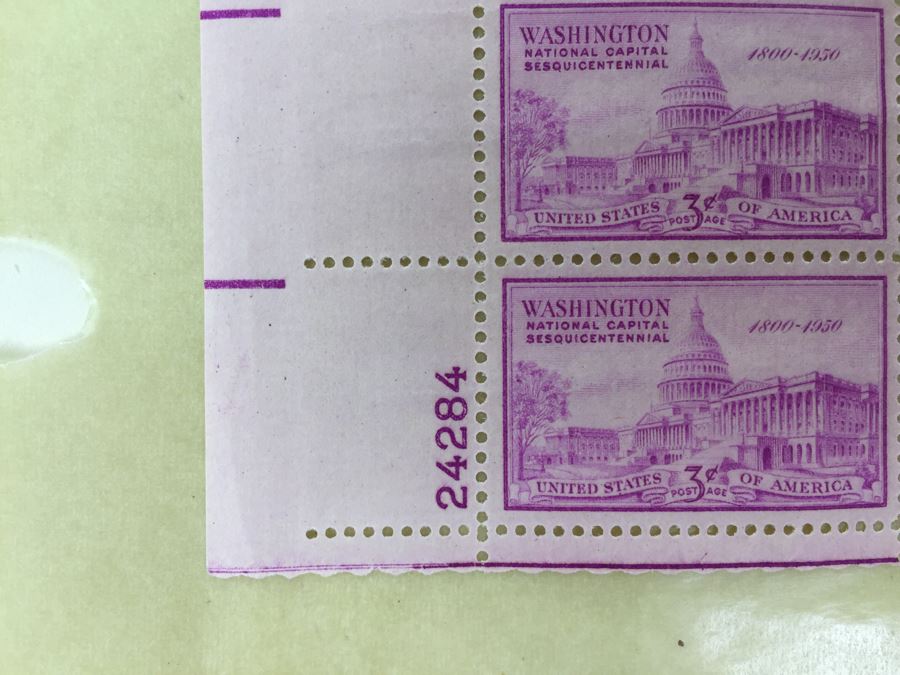 WASHINGTON
NATIONAL CAPITAL
SESQUICENTENNIAL
1800-1950
UNITED STATES 3¢ POSTAGE OF AMERICA
WASHINGTON
NATIONAL CAPITAL
SESQUICENTENNIAL
1800-1950
UNITED STATES 3¢ POSTAGE OF AMERICA
24284